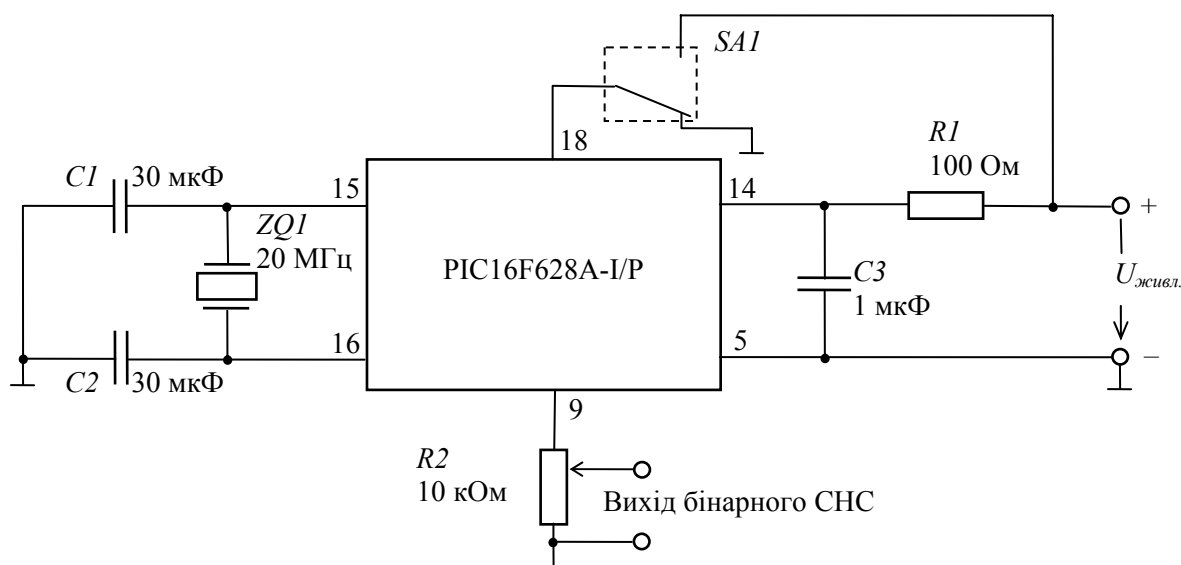 SA1
18
R1
100 Ом
C1
30 мкФ
15
14
+
ZQ1
20 МГц
PIC16F628A-I/P
C3
1 мкФ
Uживл.
16
5
−
C2
30 мкФ
9
R2
10 кОм
Вихід бінарного СНС